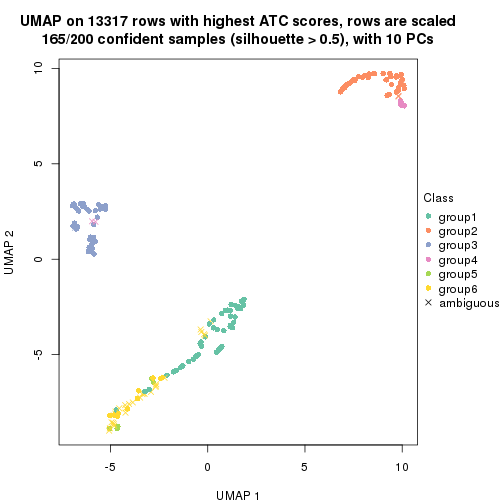 UMAP on 13317 rows with highest ATC scores, rows are scaled
165/200 confident samples (silhouette > 0.5), with 10 PCs
10
5
0
-5
UMAP 2
-5
0
5
10
UMAP 1
Class
group1
group2
group3
group4
group5
group6
ambiguous